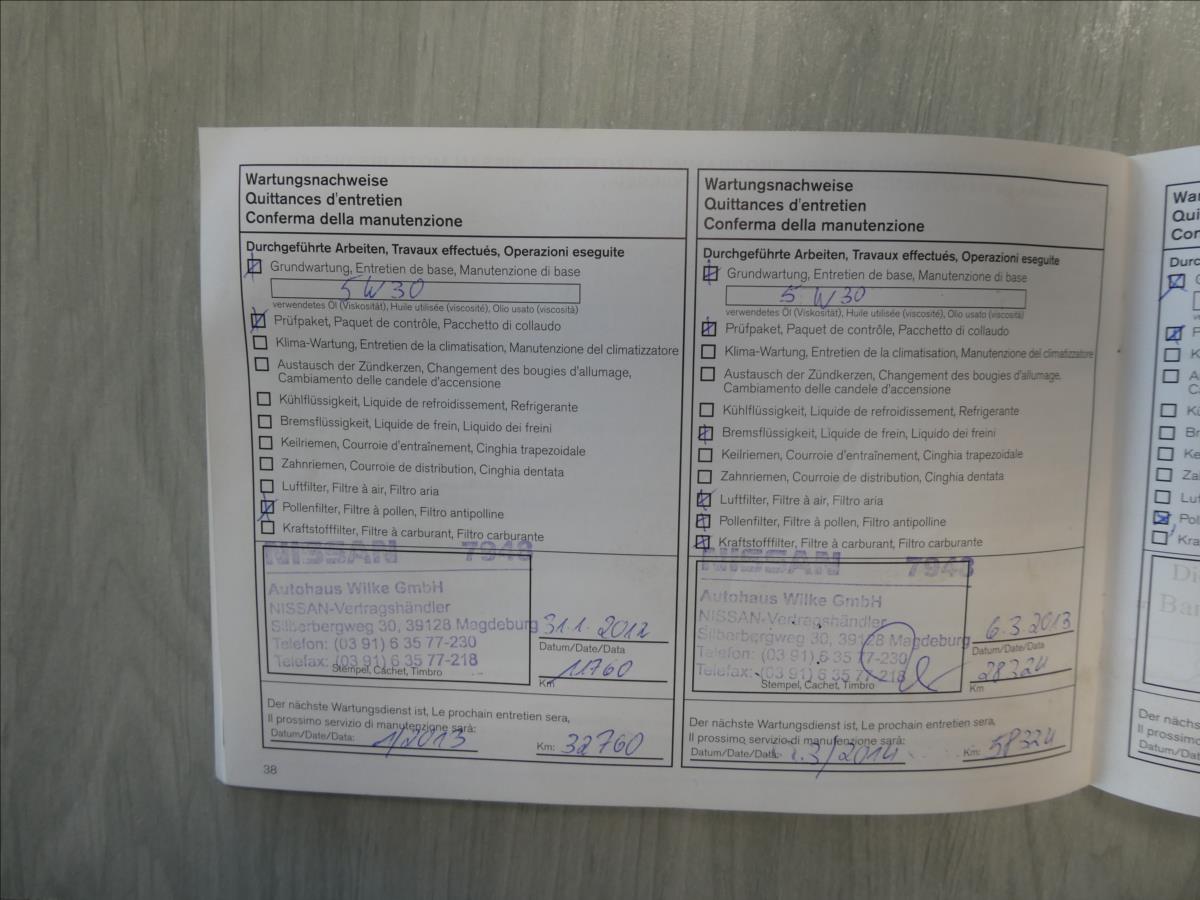 Wartungsnachweise
Quittances d'entretien
Conferma della manutenzione
Durchgeführte Arbeiten, Travaux effectués, Operazioni eseguite
Grundwartung, Entretien de base, Manutenzione di base
5 W 30
verwendetes Öl (Viskosität), Huile utilisée (viscosité), Olio usato (viscosità)
Prüfpaket, Paquet de contrôle, Pacchetto di collaudo
Klima-Wartung, Entretien de la climatisation, Manutenzione del climatizzatore
Austausch der Zündkerzen, Changement des bougies d'allumage,
Cambiamento delle candele d'accensione
Kühlflüssigkeit, Liquide de refroidissement, Refrigerante
Bremsflüssigkeit, Liquide de frein, Liquido dei freini
Keilriemen, Courroie d'entraînement, Cinghia trapezoidale
Zahnriemen, Courroie de distribution, Cinghia dentata
Luftfilter, Filtre à air, Filtro aria
Pollenfilter, Filtre à pollen, Filtro antipolline
Kraftstofffilter, Filtre à carburant, Filtro carburante
NISSAN 7943
Autohaus Wilke GmbH
NISSAN-Vertragshändler
Silberbergweg 30, 39128 Magdeburg
Telefon: (03 91) 6 35 77-230
Telefax: (03 91) 6 35 77-218
Stempel, Cachet, Timbro
31.1.2012
Datum/Date/Data
11760
Km
Der nächste Wartungsdienst ist, Le prochain entretien sera,
Il prossimo servizio di manutenzione sarà:
Datum/Date/Data: 1/2013 Km: 32760
38
Wartungsnachweise
Quittances d'entretien
Conferma della manutenzione
Durchgeführte Arbeiten, Travaux effectués, Operazioni eseguite
Grundwartung, Entretien de base, Manutenzione di base
5 W 30
verwendetes Öl (Viskosität), Huile utilisée (viscosité), Olio usato (viscosità)
Prüfpaket, Paquet de contrôle, Pacchetto di collaudo
Klima-Wartung, Entretien de la climatisation, Manutenzione del climatizzatore
Austausch der Zündkerzen, Changement des bougies d'allumage,
Cambiamento delle candele d'accensione
Kühlflüssigkeit, Liquide de refroidissement, Refrigerante
Bremsflüssigkeit, Liquide de frein, Liquido dei freini
Keilriemen, Courroie d'entraînement, Cinghia trapezoidale
Zahnriemen, Courroie de distribution, Cinghia dentata
Luftfilter, Filtre à air, Filtro aria
Pollenfilter, Filtre à pollen, Filtro antipolline
Kraftstofffilter, Filtre à carburant, Filtro carburante
NISSAN 7943
Autohaus Wilke GmbH
NISSAN-Vertragshändler
Silberbergweg 30, 39128 Magdeburg
Telefon: (03 91) 6 35 77-230
Telefax: (03 91) 6 35 77-218
Stempel, Cachet, Timbro
6.3.2013
Datum/Date/Data
28324
Km
Der nächste Wartungsdienst ist, Le prochain entretien sera,
Il prossimo servizio di manutenzione sarà:
Datum/Date/Data: 3/2014 Km: 58324
Der nächs
Il prossimo
Datum/Date